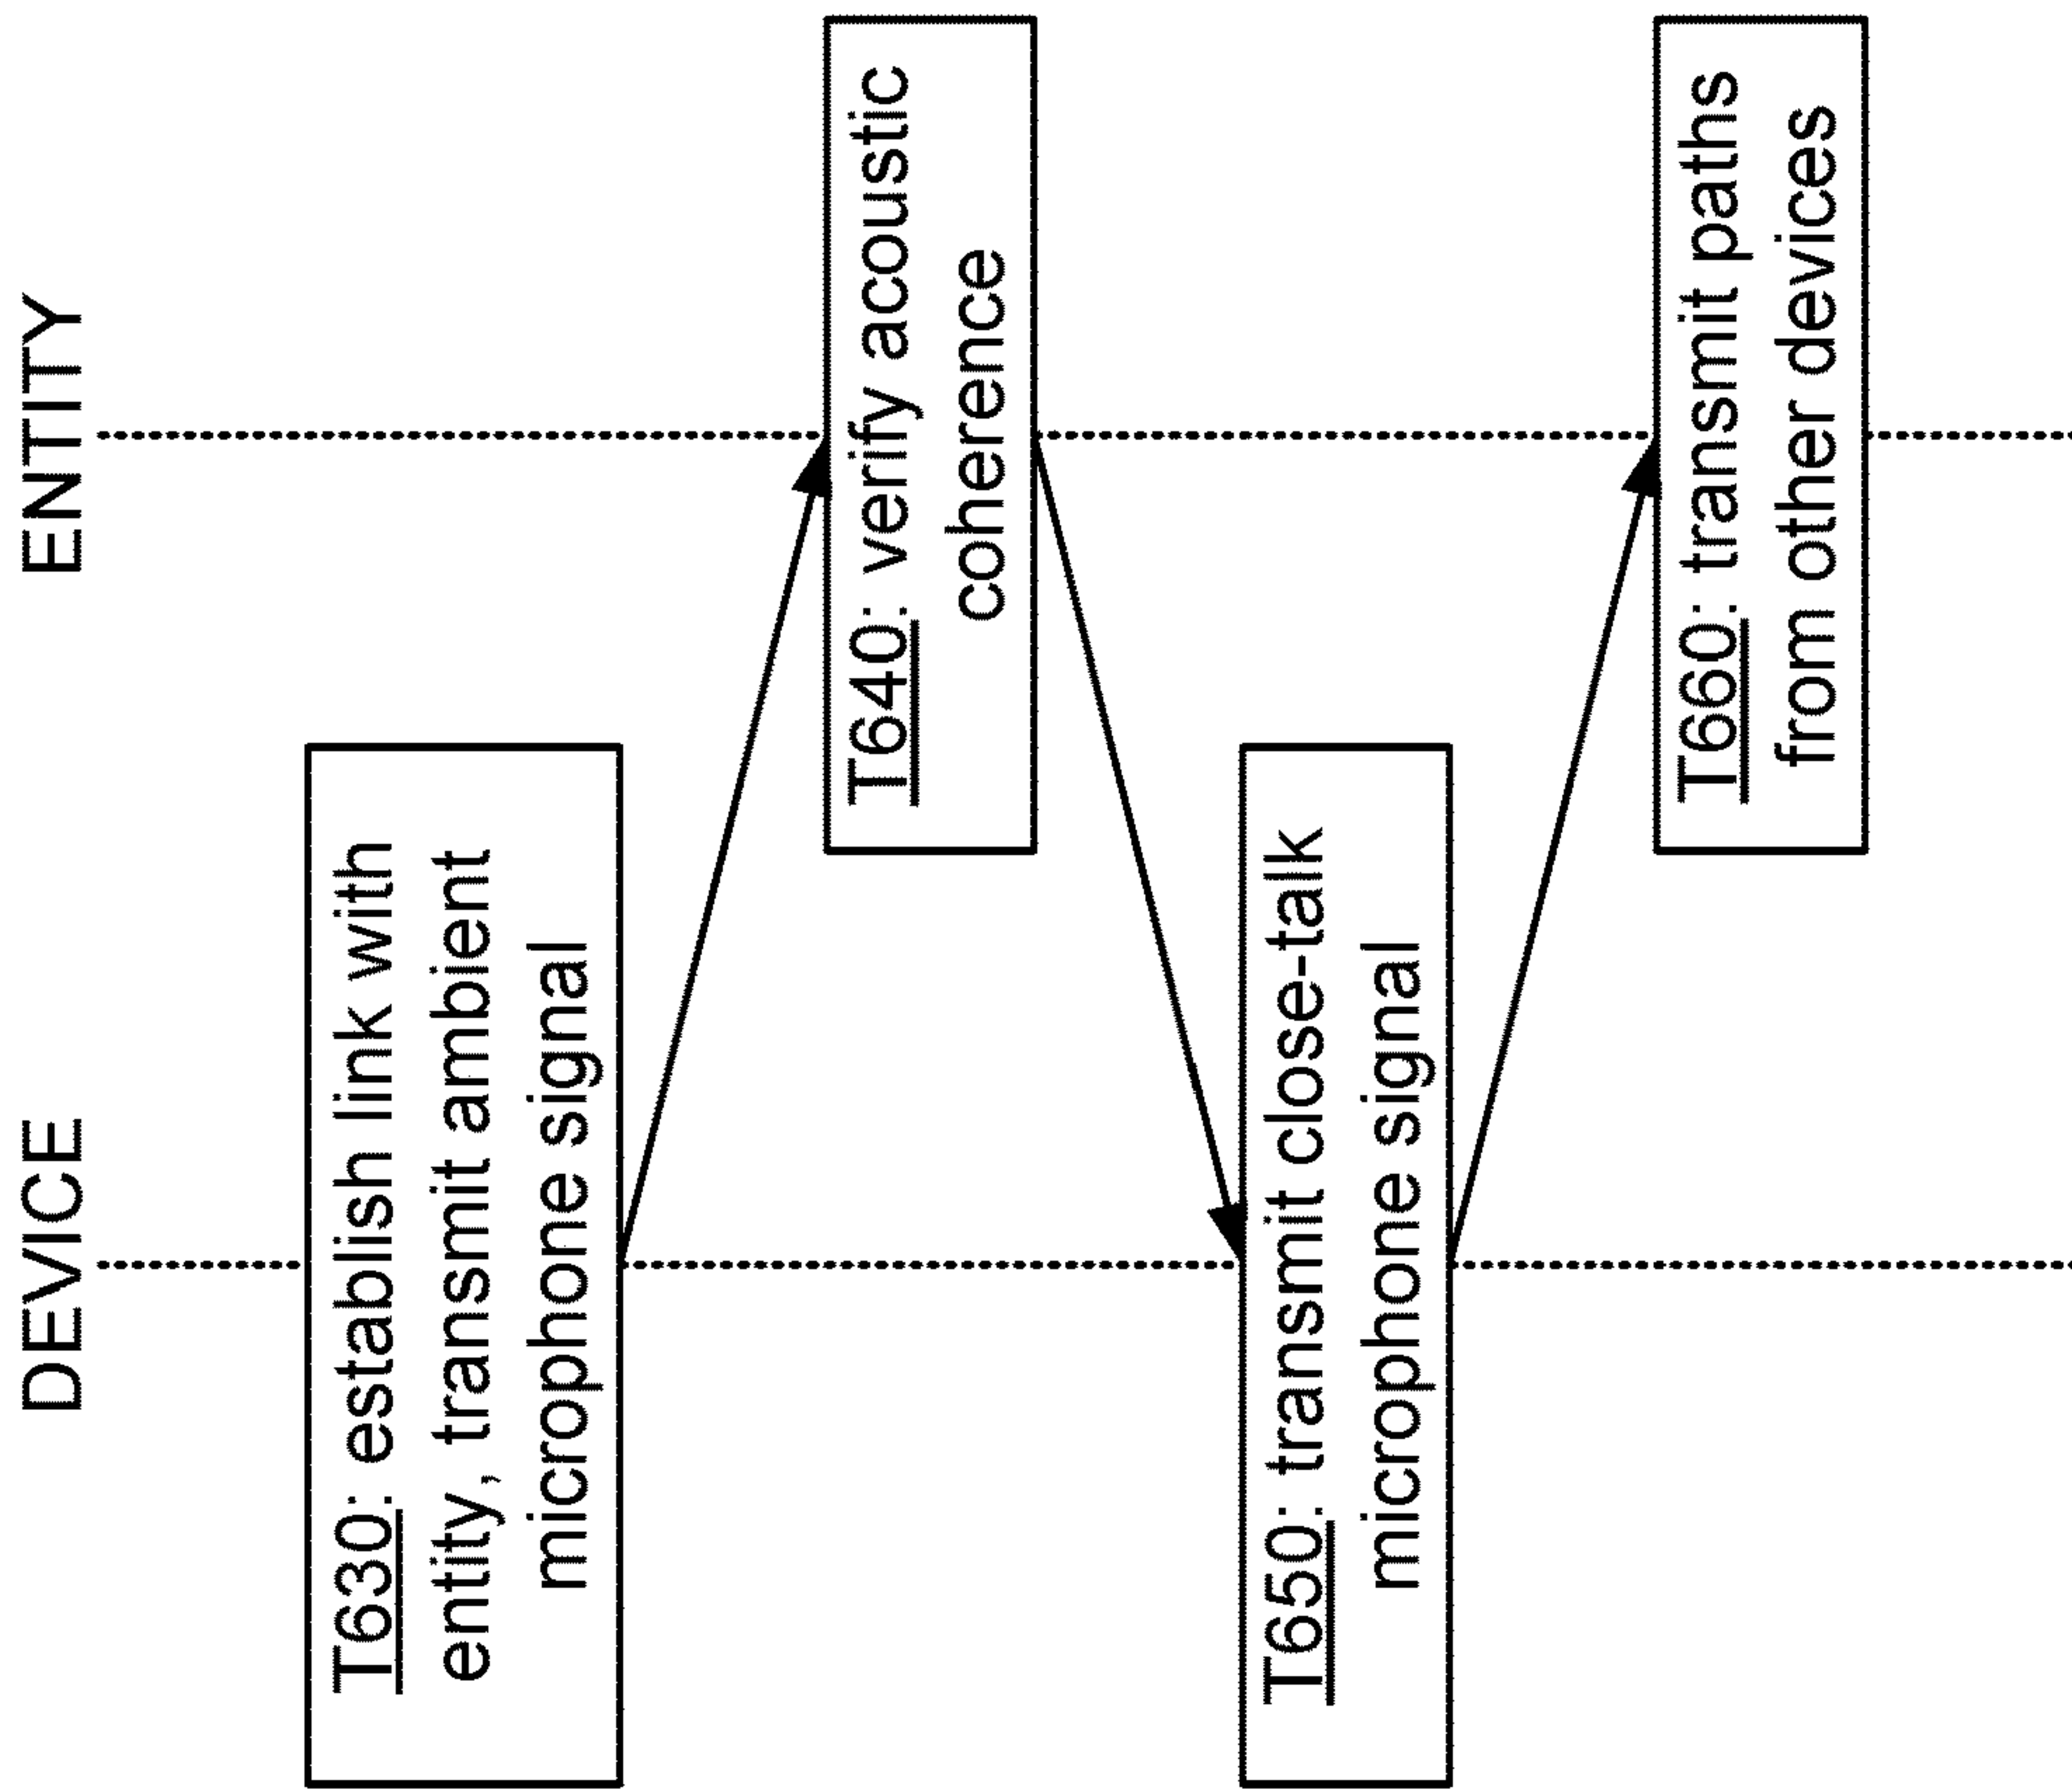 DEVICE
ENTITY
T630: establish link with
entity, transmit ambient
microphone signal
T640: verify acoustic
coherence
T650: transmit close-talk
microphone signal
T660: transmit paths
from other devices